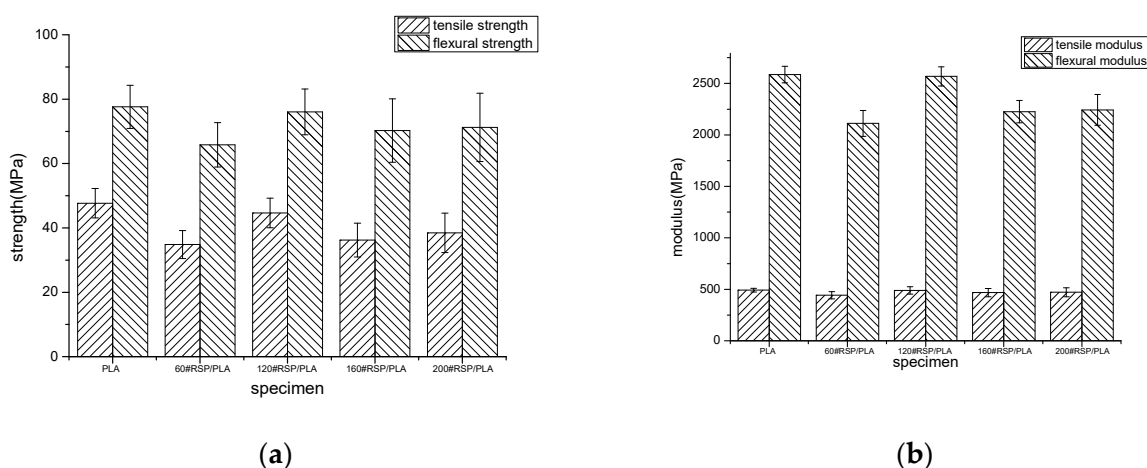 tensile strength
flexural strength
100
80
60
40
20
0
strength(MPa)
PLA 60#RSP/PLA 120#RSP/PLA 160#RSP/PLA 200#RSP/PLA
specimen
(a)
tensile modulus
flexural modulus
2500
2000
1500
1000
500
0
modulus(MPa)
PLA 60#RSP/PLA 120#RSP/PLA 160#RSP/PLA 200#RSP/PLA
specimen
(b)